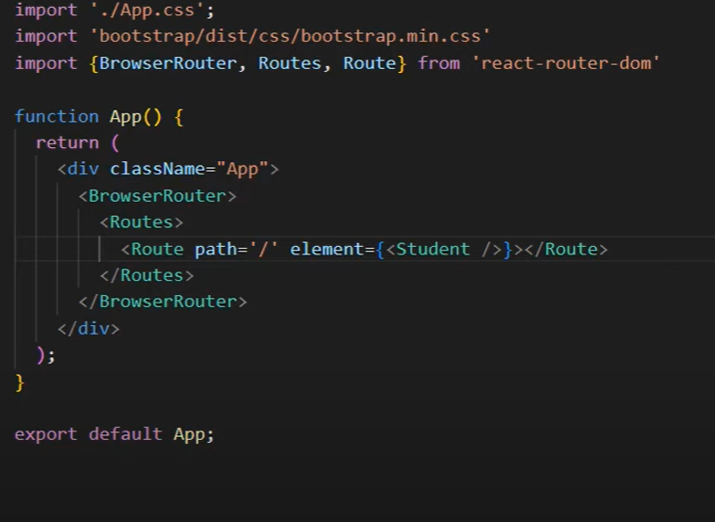 import './App.css';
import 'bootstrap/dist/css/bootstrap.min.css'
import {BrowserRouter, Routes, Route} from 'react-router-dom'

function App() {
  return (
    <div className="App">
      <BrowserRouter>
        <Routes>
          <Route path='/' element={<Student />}></Route>
        </Routes>
      </BrowserRouter>
    </div>
  );
}

export default App;